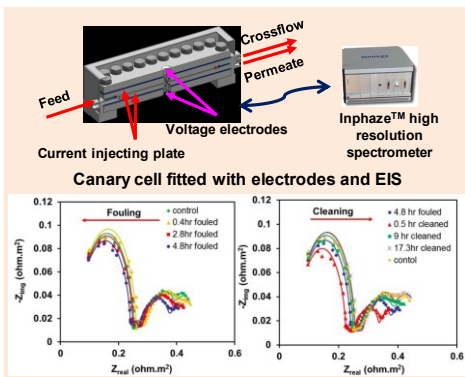 Crossflow
Permeate
Feed
Voltage electrodes
Current injecting plate
Inphaze™ high
resolution
spectrometer
Canary cell fitted with electrodes and EIS
Fouling
control
0.4hr fouled
2.8hr fouled
4.8hr fouled
-Zimg (ohm.m²)
0.12
0.1
0.08
0.06
0.04
0.02
0
0 0.2 0.4 0.6
Zreal (ohm.m²)
Cleaning
4.8 hr fouled
0.5 hr cleaned
9 hr cleaned
17.3hr cleaned
contol
-Zimg (ohm.m²)
0.12
0.1
0.08
0.06
0.04
0.02
0
0 0.2 0.4 0.6
Zreal (ohm.m²)